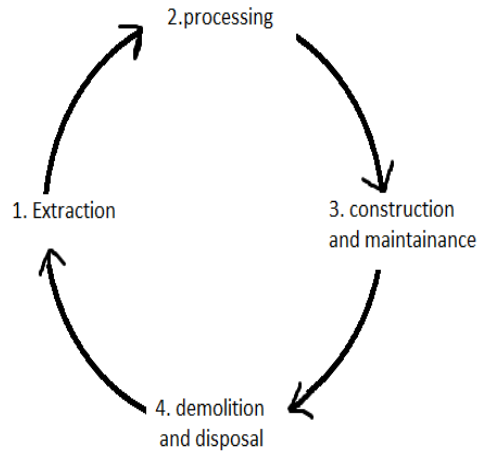 2.processing
1. Extraction
3. construction
and maintainance
4. demolition
and disposal